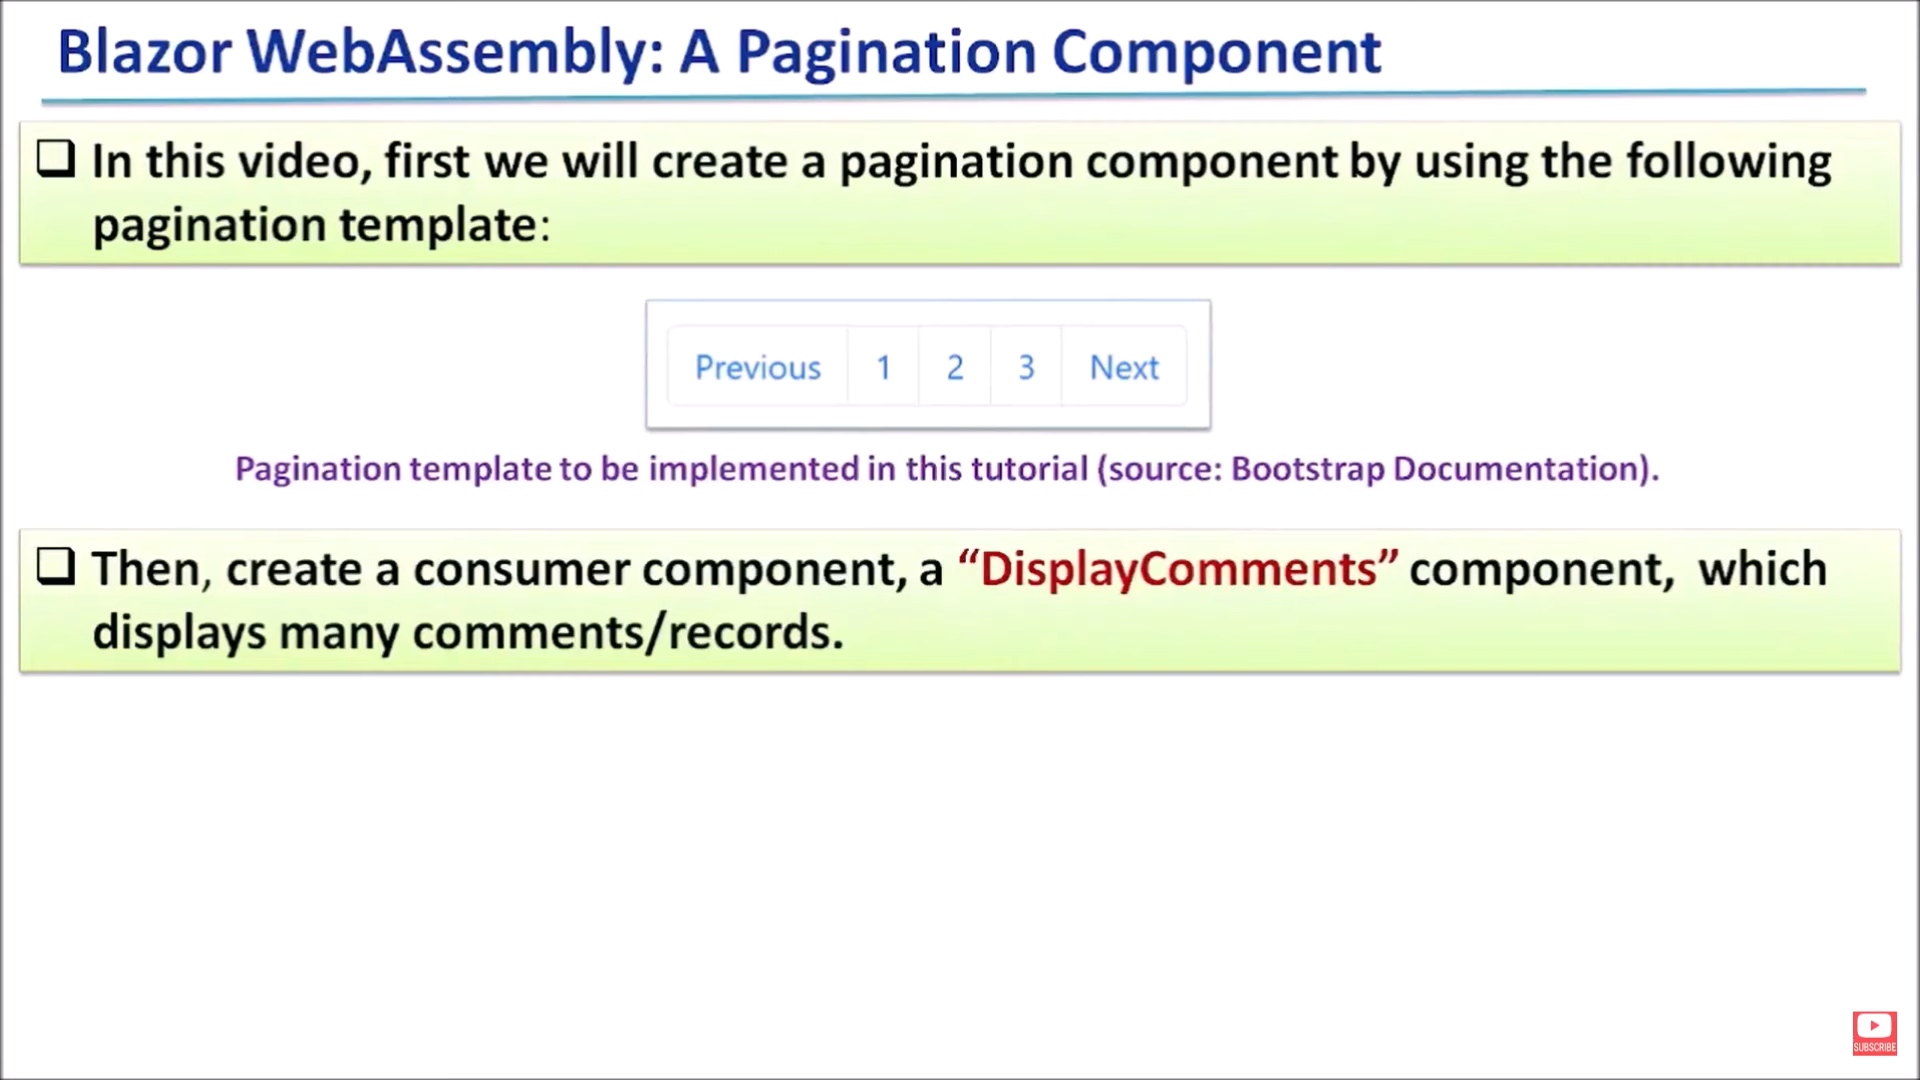 Blazor WebAssembly: A Pagination Component
In this video, first we will create a pagination component by using the following
pagination template:
Previous 1 2 3 Next
Pagination template to be implemented in this tutorial (source: Bootstrap Documentation).
Then, create a consumer component, a “DisplayComments” component, which
displays many comments/records.
SUBSCRIBE